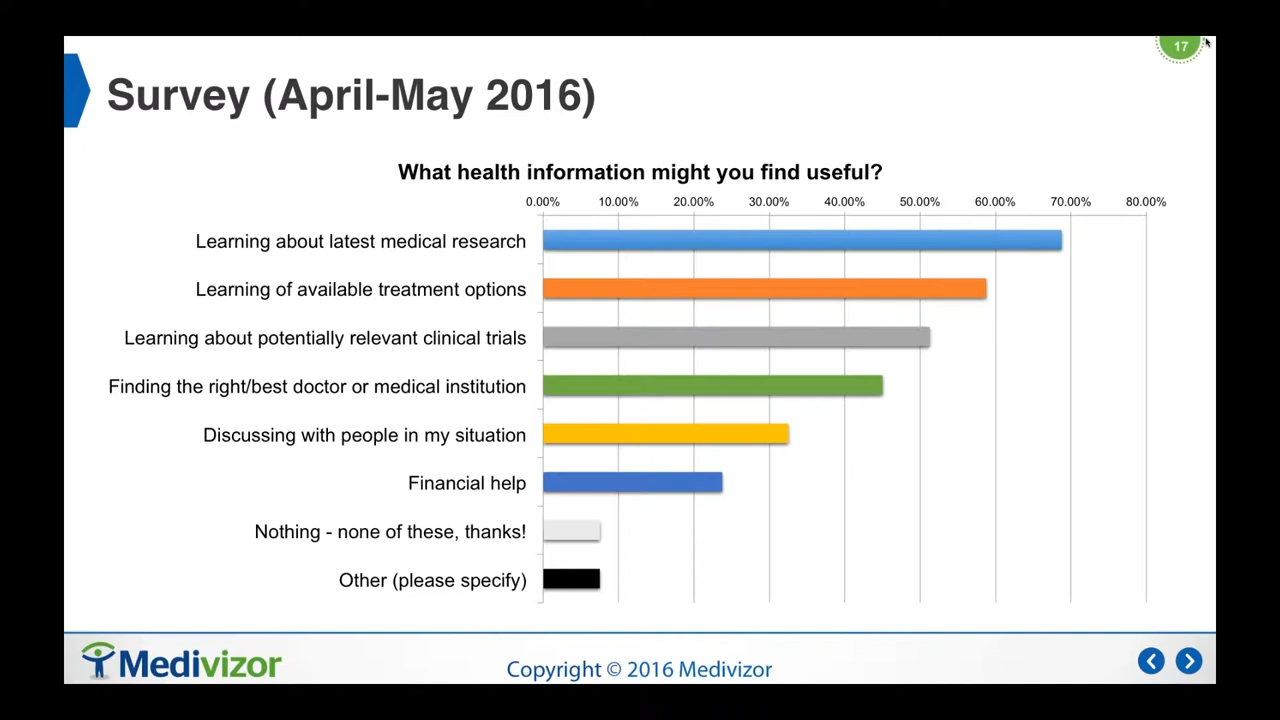 17
Survey (April-May 2016)
What health information might you find useful?
0.00% 10.00% 20.00% 30.00% 40.00% 50.00% 60.00% 70.00% 80.00%
Learning about latest medical research
Learning of available treatment options
Learning about potentially relevant clinical trials
Finding the right/best doctor or medical institution
Discussing with people in my situation
Financial help
Nothing - none of these, thanks!
Other (please specify)
Medivizor
Copyright © 2016 Medivizor